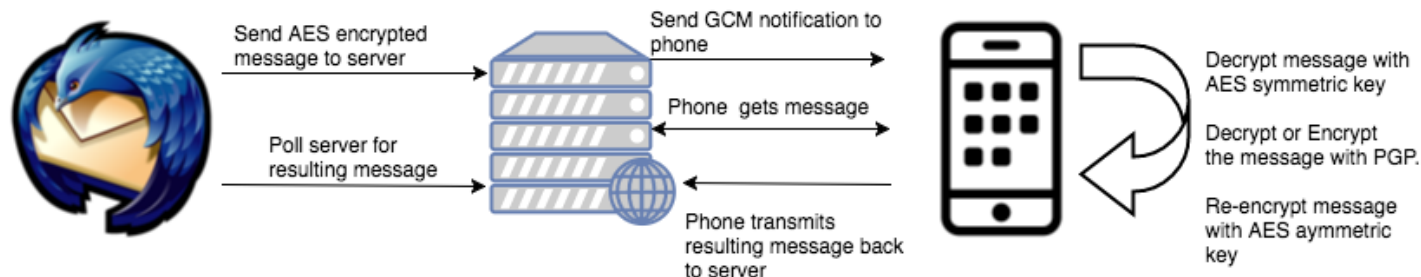 Send AES encrypted
message to server
Poll server for
resulting message
Send GCM notification to
phone
Phone gets message
Phone transmits
resulting message back
to server
Decrypt message with
AES symmetric key
Decrypt or Encrypt
the message with PGP.
Re-encrypt message
with AES aymmetric
key